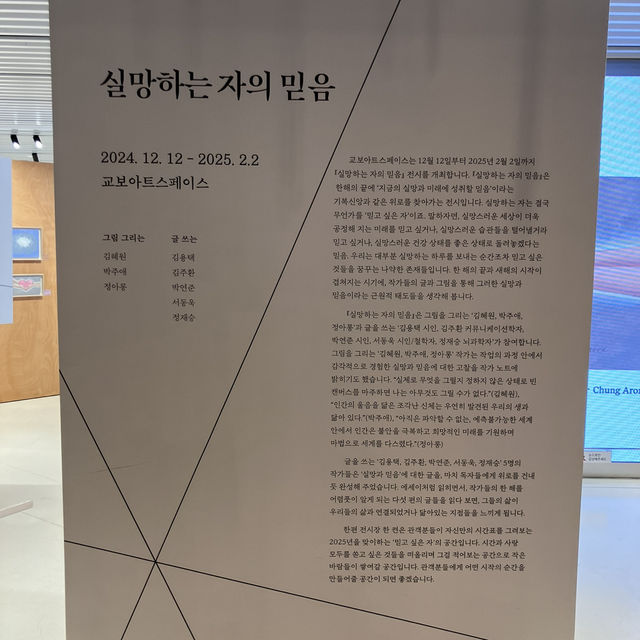 실망하는 자의 믿음
2024. 12. 12 - 2025. 2.2
교보아트스페이스
그림 그리는
김혜원
박주애
정아롱
글 쓰는
김용택
김주환
박연준
서동욱
정재승
교보아트스페이스는 12월 12일부터 2025년 2월 2일까지
『실망하는 자의 믿음』 전시를 개최합니다. 『실망하는 자의 믿음』은
한해의 끝에 '지금의 실망과 미래에 성취할 믿음'이라는
기복신앙과 같은 위로를 찾아가는 전시입니다. 실망하는 자는 결국
무언가를 '믿고 싶은 자'이죠. 말하자면, 실망스러운 세상이 더욱
공정해 지는 미래를 믿고 싶거나, 실망스러운 습관들을 떨어낼거라
믿고 싶거나, 실망스러운 건강 상태를 좋은 상태로 돌려놓겠다는
믿음. 우리는 대부분 실망하는 하루를 보내는 순간조차 믿고 싶은
것들을 꿈꾸는 나약한 존재들입니다. 한 해의 끝과 새해의 시작이
겹쳐지는 시기에, 작가들의 글과 그림을 통해 그러한 실망과
믿음이라는 근원적 태도들을 생각해 봅니다.
『실망하는 자의 믿음』은 그림을 그리는 '김혜원, 박주애,
정아롱'과 글을 쓰는 '김용택 시인, 김주환 커뮤니케이션학자,
박연준 시인, 서동욱 시인/철학자, 정재승 뇌과학자'가 참여합니다.
그림을 그리는 '김혜원, 박주애, 정아롱' 작가는 작업의 과정 안에서
감각적으로 경험한 실망과 믿음에 대한 고찰을 작가 노트에
밝히기도 했습니다. "실제로 무엇을 그릴지 정하지 않은 상태로 빈
캔버스를 마주하면 나는 아무것도 그릴 수가 없다."(김혜원),
"인간의 울음을 닮은 조각난 신체는 우연히 발견된 우리의 생과
닮아 있다."(박주애), "아직은 파악할 수 없는, 예측불가능한 세계
안에서 인간은 불안을 극복하고 희망적인 미래를 기원하며
마법으로 세계를 다스렸다."(정아롱)
글을 쓰는 '김용택, 김주환, 박연준, 서동욱, 정재승' 5명의
작가들은 '실망과 믿음'에 대한 글을, 마치 독자들에게 위로를 건내
듯 완성해 주었습니다. 에세이처럼 읽히면서, 작가들의 한 해를
어렴풋이 알게 되는 다섯 편의 글들을 읽다 보면, 그들의 삶이
우리들의 삶과 연결되었거나 닮아있는 지점들을 느끼게 됩니다.
한편 전시장 한 켠은 관객분들이 자신만의 시간표를 그려보는
2025년을 맞이하는 '믿고 싶은 자'의 공간입니다. 시간과 사랑
모두를 쏟고 싶은 것들을 떠올리며 그걸 적어보는 공간으로 작은
바람들이 쌓여갈 공간입니다. 관객분들에게 어떤 시작의 순간을
만들어줄 공간이 되면 좋겠습니다.
- Chung Aron